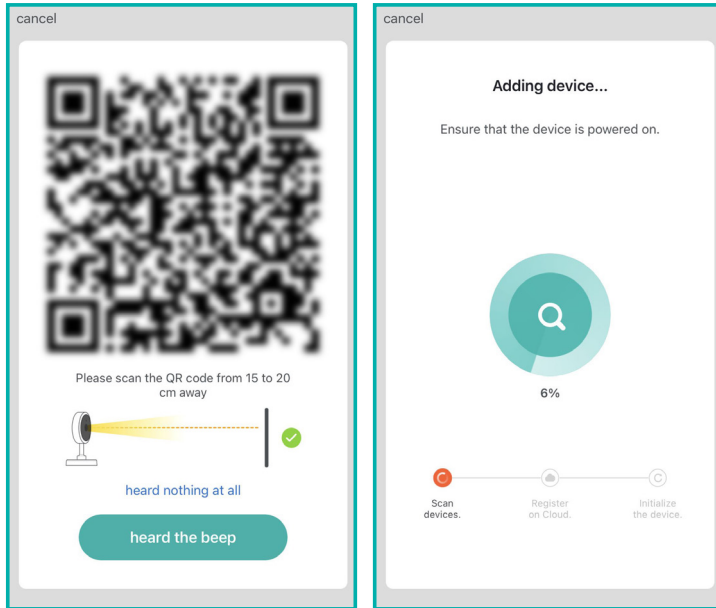 cancel
Please scan the QR code from 15 to 20
cm away
heard nothing at all
heard the beep
cancel
Adding device...
Ensure that the device is powered on.
6%
Scan
devices.
Register
on Cloud.
Initialize
the device.